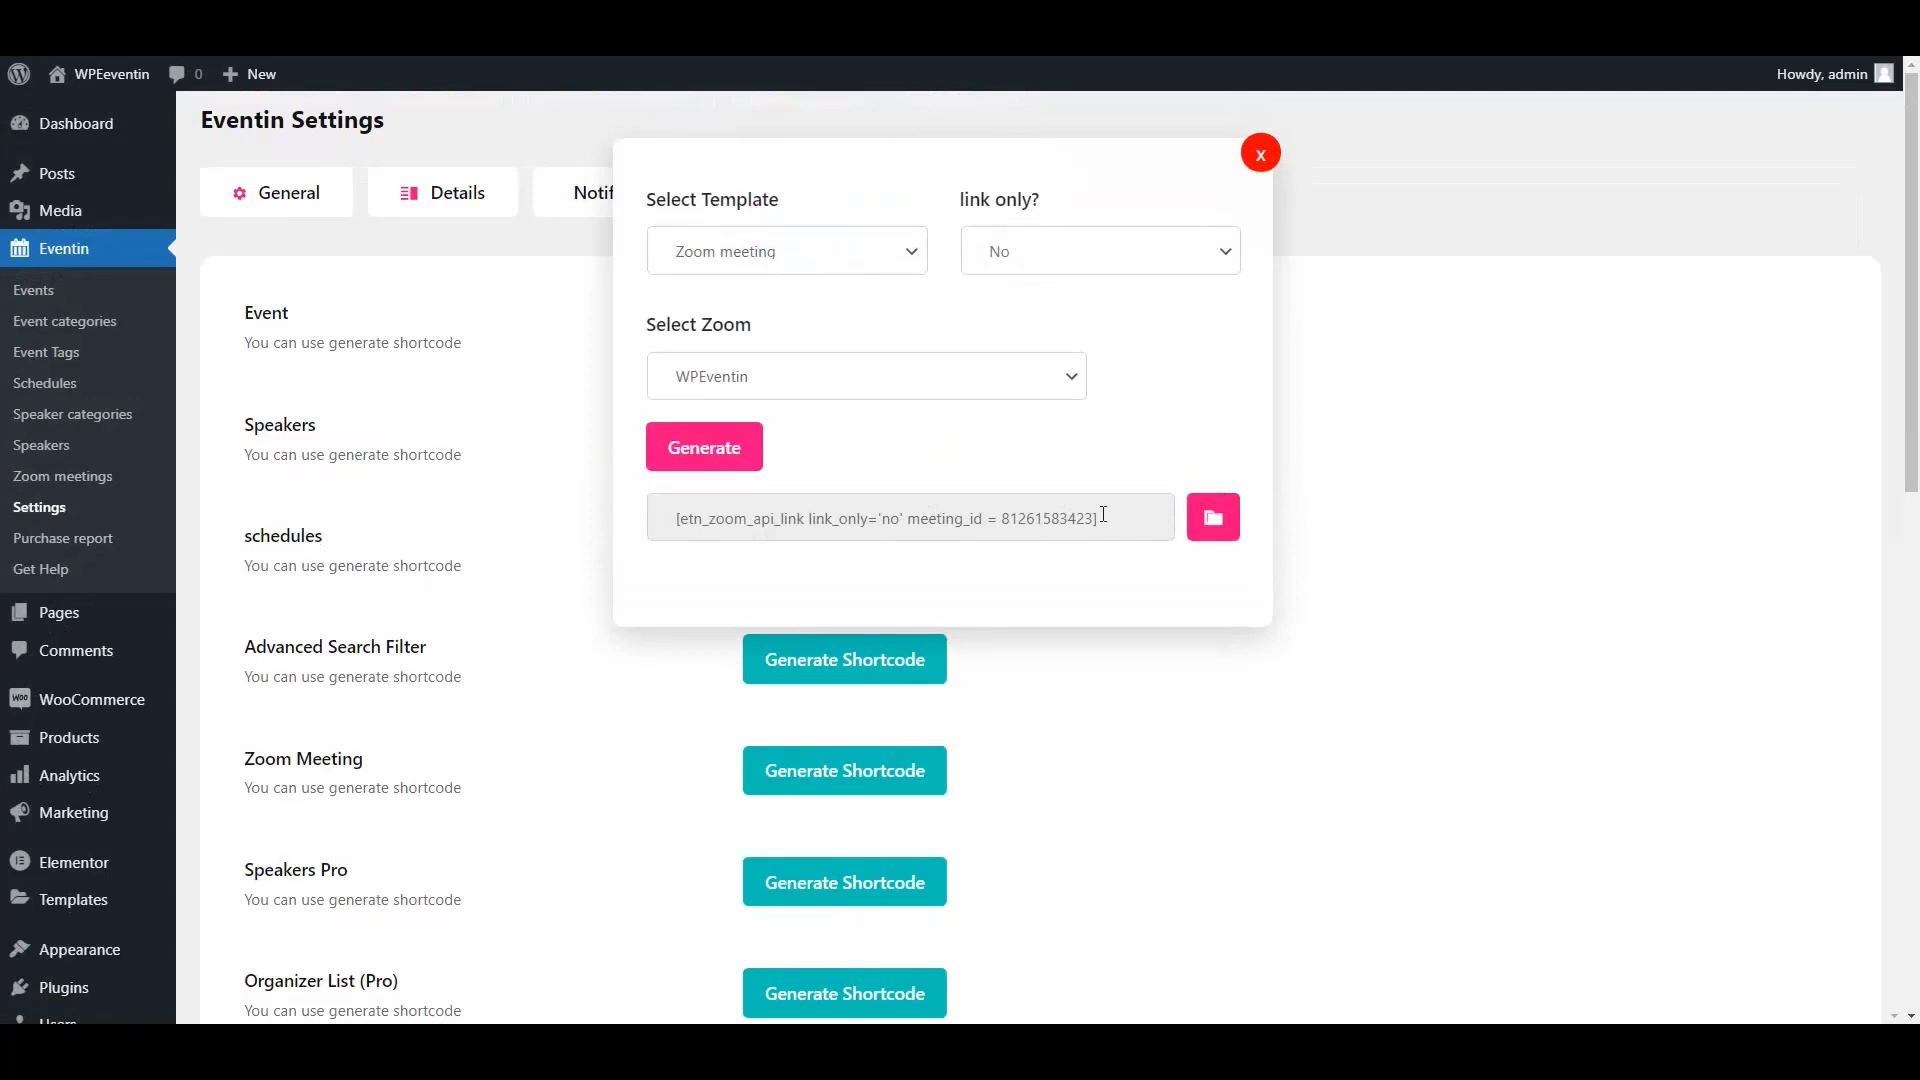 WPEeventin
0
New
Howdy, admin
Dashboard
Posts
Media
Eventin
Events
Event categories
Event Tags
Schedules
Speaker categories
Speakers
Zoom meetings
Settings
Purchase report
Get Help
Pages
Comments
WooCommerce
Products
Analytics
Marketing
Elementor
Templates
Appearance
Plugins
Users
Eventin Settings
General
Details
Notif
x
Select Template
link only?
Zoom meeting
No
Select Zoom
WPEventin
Generate
[etn_zoom_api_link link_only='no' meeting_id = 81261583423]
Event
You can use generate shortcode
Speakers
You can use generate shortcode
schedules
You can use generate shortcode
Advanced Search Filter
You can use generate shortcode
Generate Shortcode
Zoom Meeting
You can use generate shortcode
Generate Shortcode
Speakers Pro
You can use generate shortcode
Generate Shortcode
Organizer List (Pro)
You can use generate shortcode
Generate Shortcode